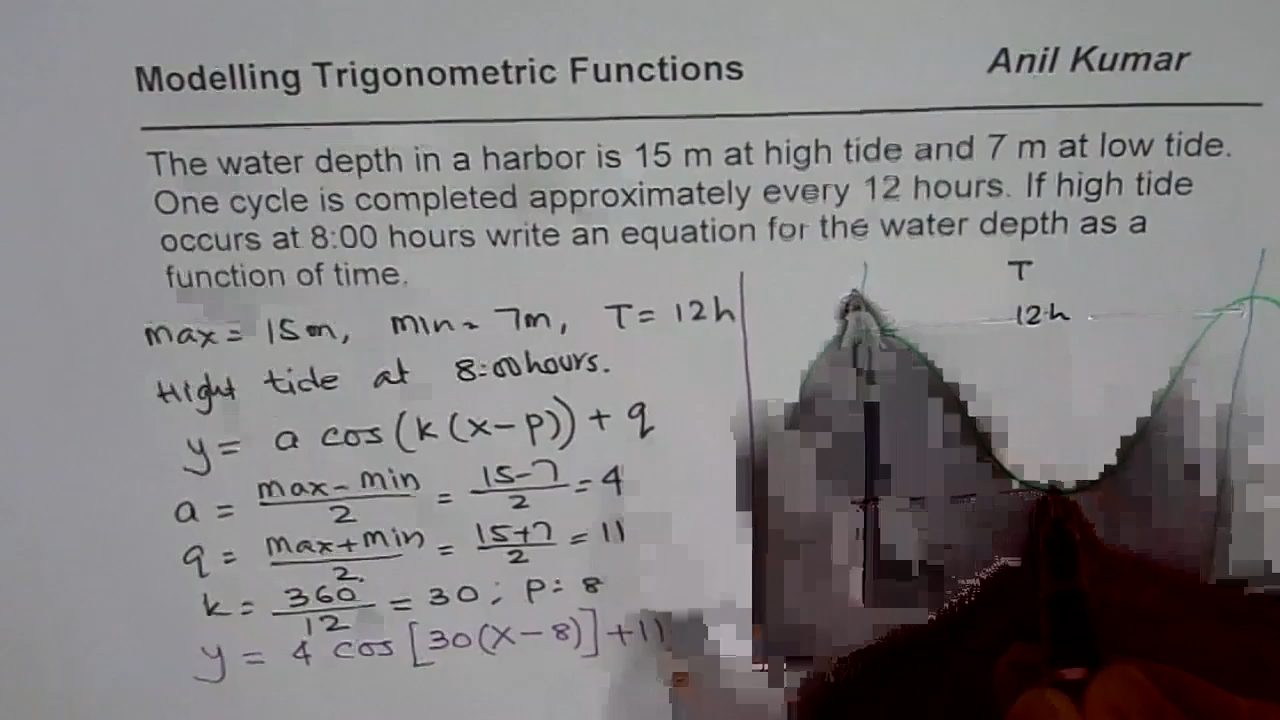 Modelling Trigonometric Functions
Anil Kumar
The water depth in a harbor is 15 m at high tide and 7 m at low tide.
One cycle is completed approximately every 12 hours. If high tide
occurs at 8:00 hours write an equation for the water depth as a
function of time.
max = 15m, min = 7m, T = 12h
Hight tide at 8:00 hours.
y = a cos(k(x-p)) + q
a = max-min/2 = 15-7/2 = 4
q = max+min/2. = 15+7/2 = 11
k = 360/12 = 30; p = 8
y = 4 cos[30(x-8)]+11
T
12h